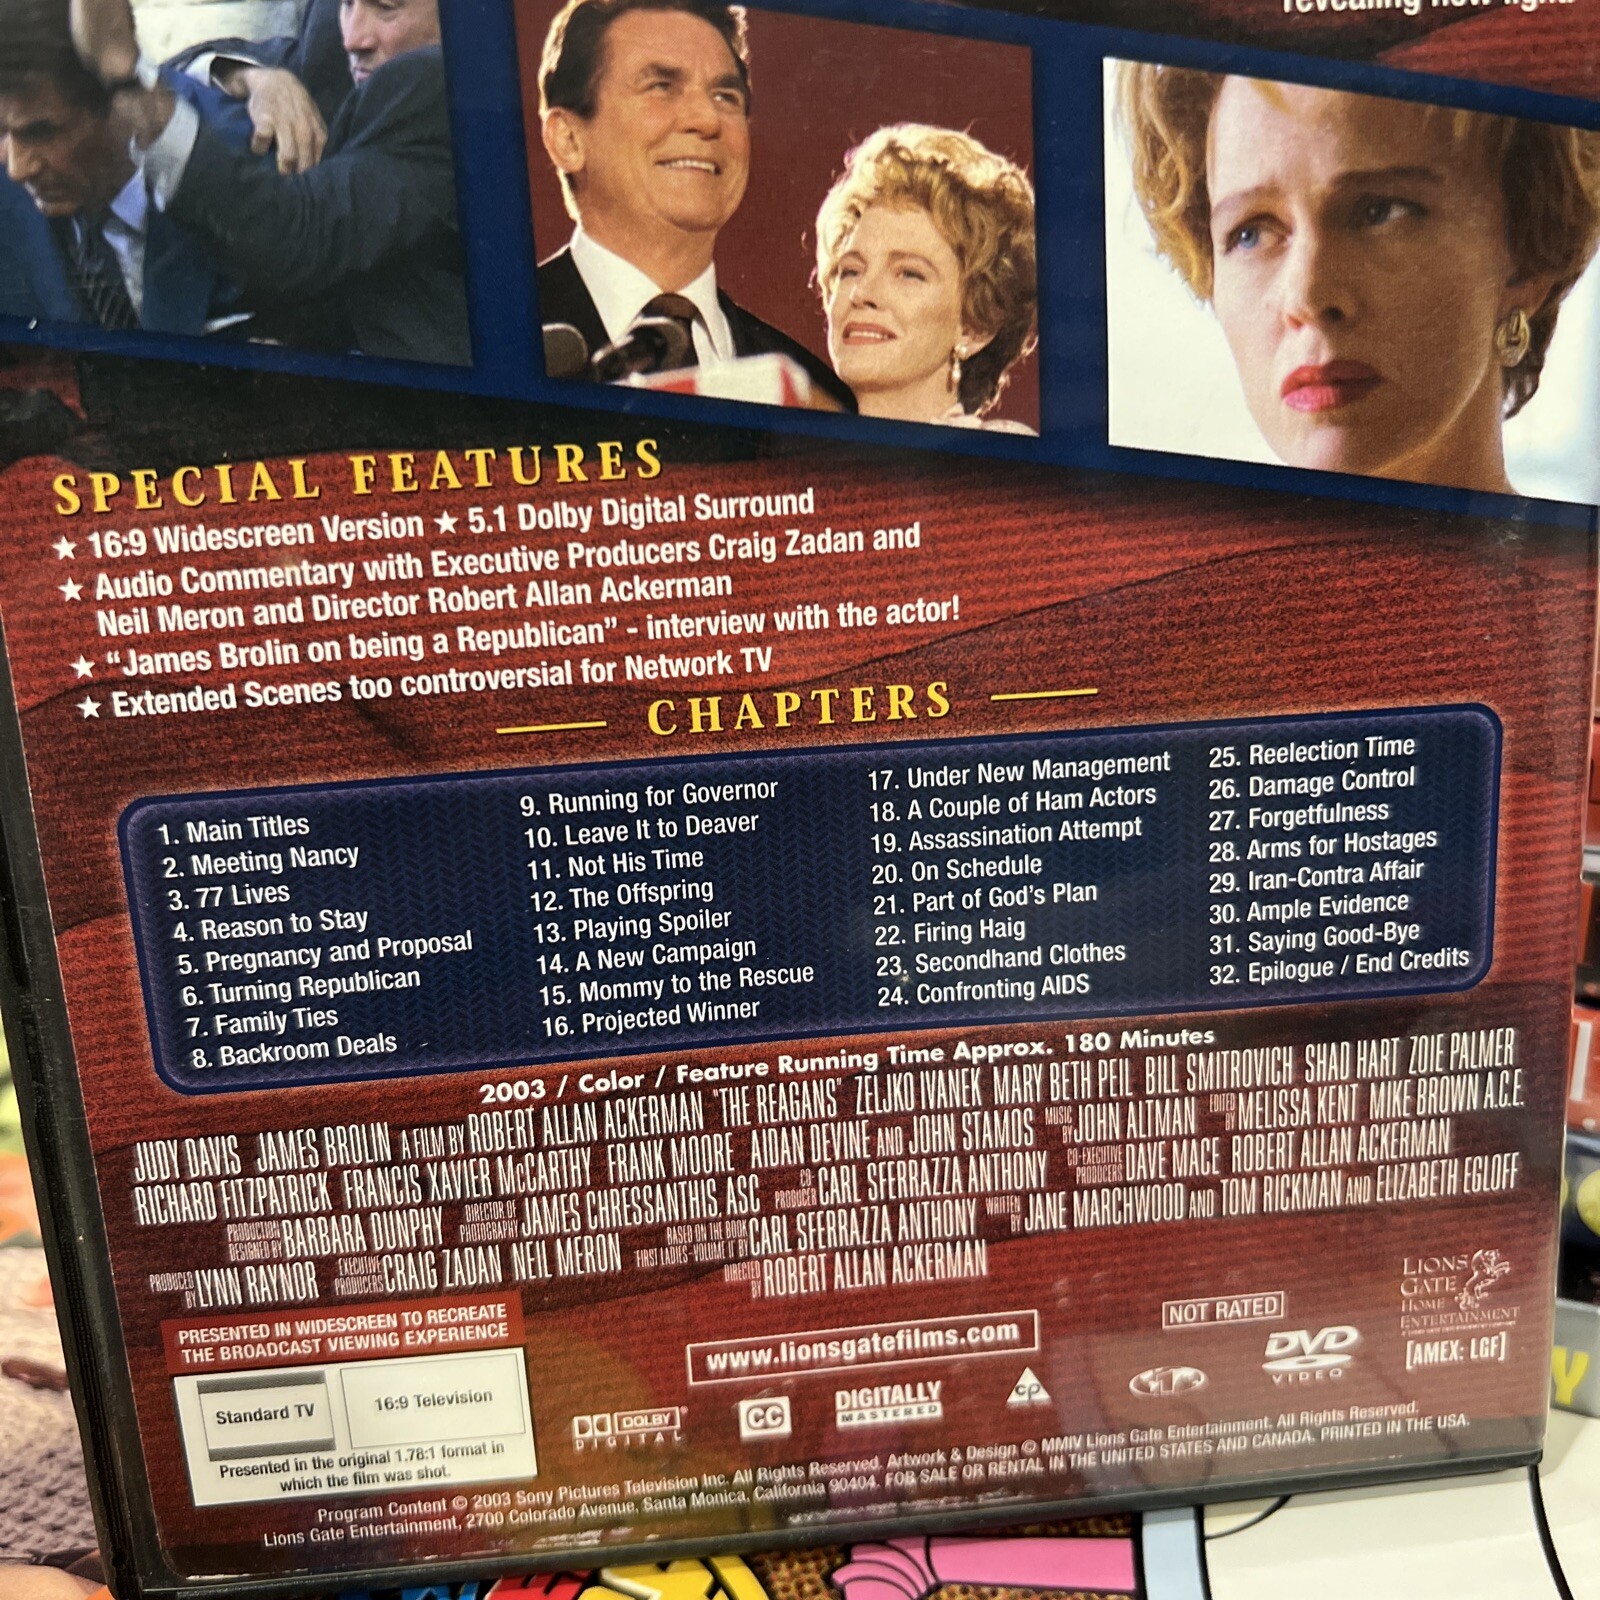 revealing new light
SPECIAL FEATURES
★ 16:9 Widescreen Version ★ 5.1 Dolby Digital Surround
★ Audio Commentary with Executive Producers Craig Zadan and
Neil Meron and Director Robert Allan Ackerman
★ “James Brolin on being a Republican” - interview with the actor!
★ Extended Scenes too controversial for Network TV
CHAPTERS
1. Main Titles
2. Meeting Nancy
3. 77 Lives
4. Reason to Stay
5. Pregnancy and Proposal
6. Turning Republican
7. Family Ties
8. Backroom Deals
9. Running for Governor
10. Leave It to Deaver
11. Not His Time
12. The Offspring
13. Playing Spoiler
14. A New Campaign
15. Mommy to the Rescue
16. Projected Winner
17. Under New Management
18. A Couple of Ham Actors
19. Assassination Attempt
20. On Schedule
21. Part of God's Plan
22. Firing Haig
23. Secondhand Clothes
24. Confronting AIDS
25. Reelection Time
26. Damage Control
27. Forgetfulness
28. Arms for Hostages
29. Iran-Contra Affair
30. Ample Evidence
31. Saying Good-Bye
32. Epilogue / End Credits
2003 / Color / Feature Running Time Approx. 180 Minutes
JUDY DAVIS JAMES BROLIN A FILM BY ROBERT ALLAN ACKERMAN "THE REAGANS" ZELJKO IVANEK MARY BETH PEIL BILL SMITROVICH SHAD HART ZOIE PALMER
RICHARD FITZPATRICK FRANCIS XAVIER McCARTHY FRANK MOORE AIDAN DEVINE AND JOHN STAMOS MUSIC BY JOHN ALTMAN EDITED BY MELISSA KENT MIKE BROWN A.C.E.
PRODUCTION DESIGNED BY BARBARA DUNPHY DIRECTOR OF PHOTOGRAPHY JAMES CHRESSANTHIS, ASC CO-PRODUCER CARL SFERRAZZA ANTHONY CO-EXECUTIVE PRODUCERS DAVE MACE ROBERT ALLAN ACKERMAN
PRODUCED BY LYNN RAYNOR EXECUTIVE PRODUCERS CRAIG ZADAN NEIL MERON BASED ON THE BOOK FIRST LADIES-VOLUME II BY CARL SFERRAZZA ANTHONY WRITTEN BY JANE MARCHWOOD AND TOM RICKMAN AND ELIZABETH EGLOFF
DIRECTED BY ROBERT ALLAN ACKERMAN
PRESENTED IN WIDESCREEN TO RECREATE
THE BROADCAST VIEWING EXPERIENCE
Standard TV
16:9 Television
Presented in the original 1.78:1 format in
which the film was shot.
www.lionsgatefilms.com
NOT RATED
LIONS
GATE
HOME
ENTERTAINMENT
[AMEX: LGF]
DOLBY
DIGITAL
CC
DIGITALLY
MASTERED
cp
DVD
VIDEO
Program Content © 2003 Sony Pictures Television Inc. All Rights Reserved. Artwork & Design © MMIV Lions Gate Entertainment. All Rights Reserved.
Lions Gate Entertainment, 2700 Colorado Avenue, Santa Monica, California 90404. FOR SALE OR RENTAL IN THE UNITED STATES AND CANADA. PRINTED IN THE USA.